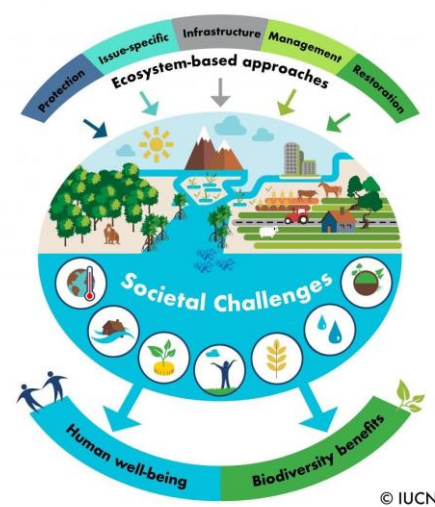 Protection
Issue-specific
Infrastructure
Management
Restoration
Ecosystem-based approaches
Societal Challenges
Human well-being
Biodiversity benefits
© IUCN